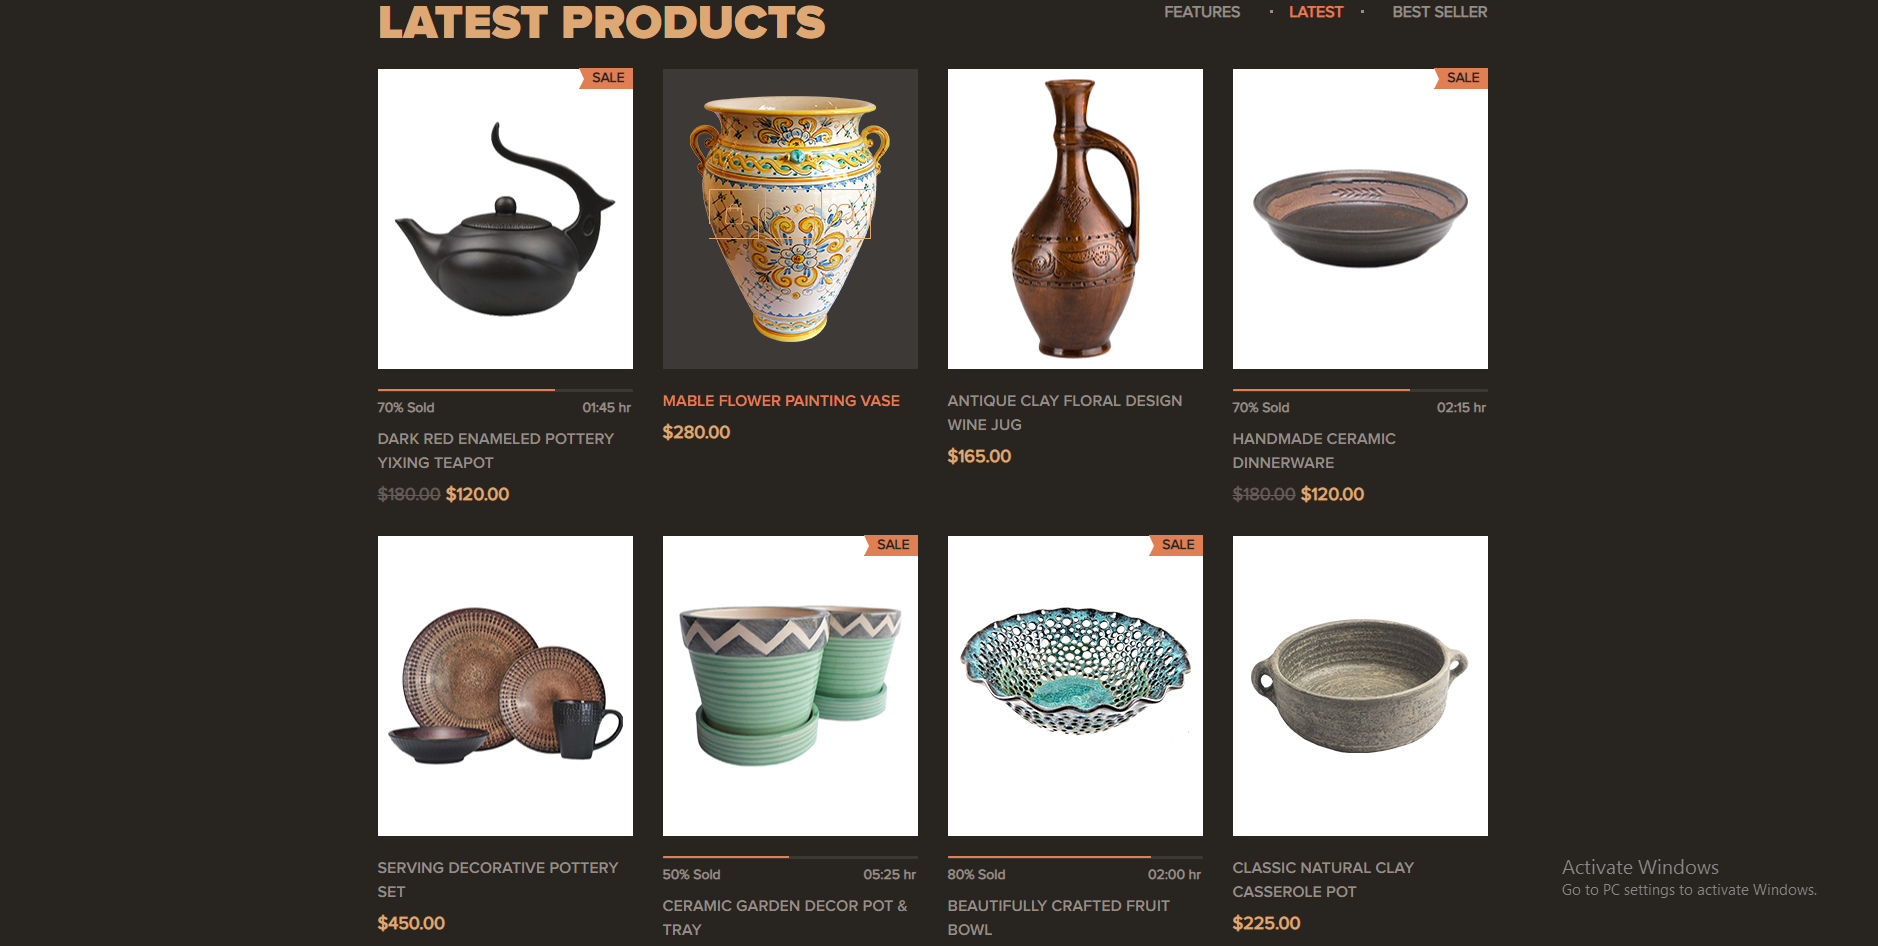 LATEST PRODUCTS
FEATURES · LATEST · BEST SELLER
SALE
SALE
70% Sold 01:45 hr
DARK RED ENAMELED POTTERY
YIXING TEAPOT
$180.00 $120.00
MABLE FLOWER PAINTING VASE
$280.00
ANTIQUE CLAY FLORAL DESIGN
WINE JUG
$165.00
70% Sold 02:15 hr
HANDMADE CERAMIC
DINNERWARE
$180.00 $120.00
SALE
SALE
SERVING DECORATIVE POTTERY
SET
$450.00
50% Sold 05:25 hr
CERAMIC GARDEN DECOR POT &
TRAY
80% Sold 02:00 hr
BEAUTIFULLY CRAFTED FRUIT
BOWL
CLASSIC NATURAL CLAY
CASSEROLE POT
$225.00
Activate Windows
Go to PC settings to activate Windows.